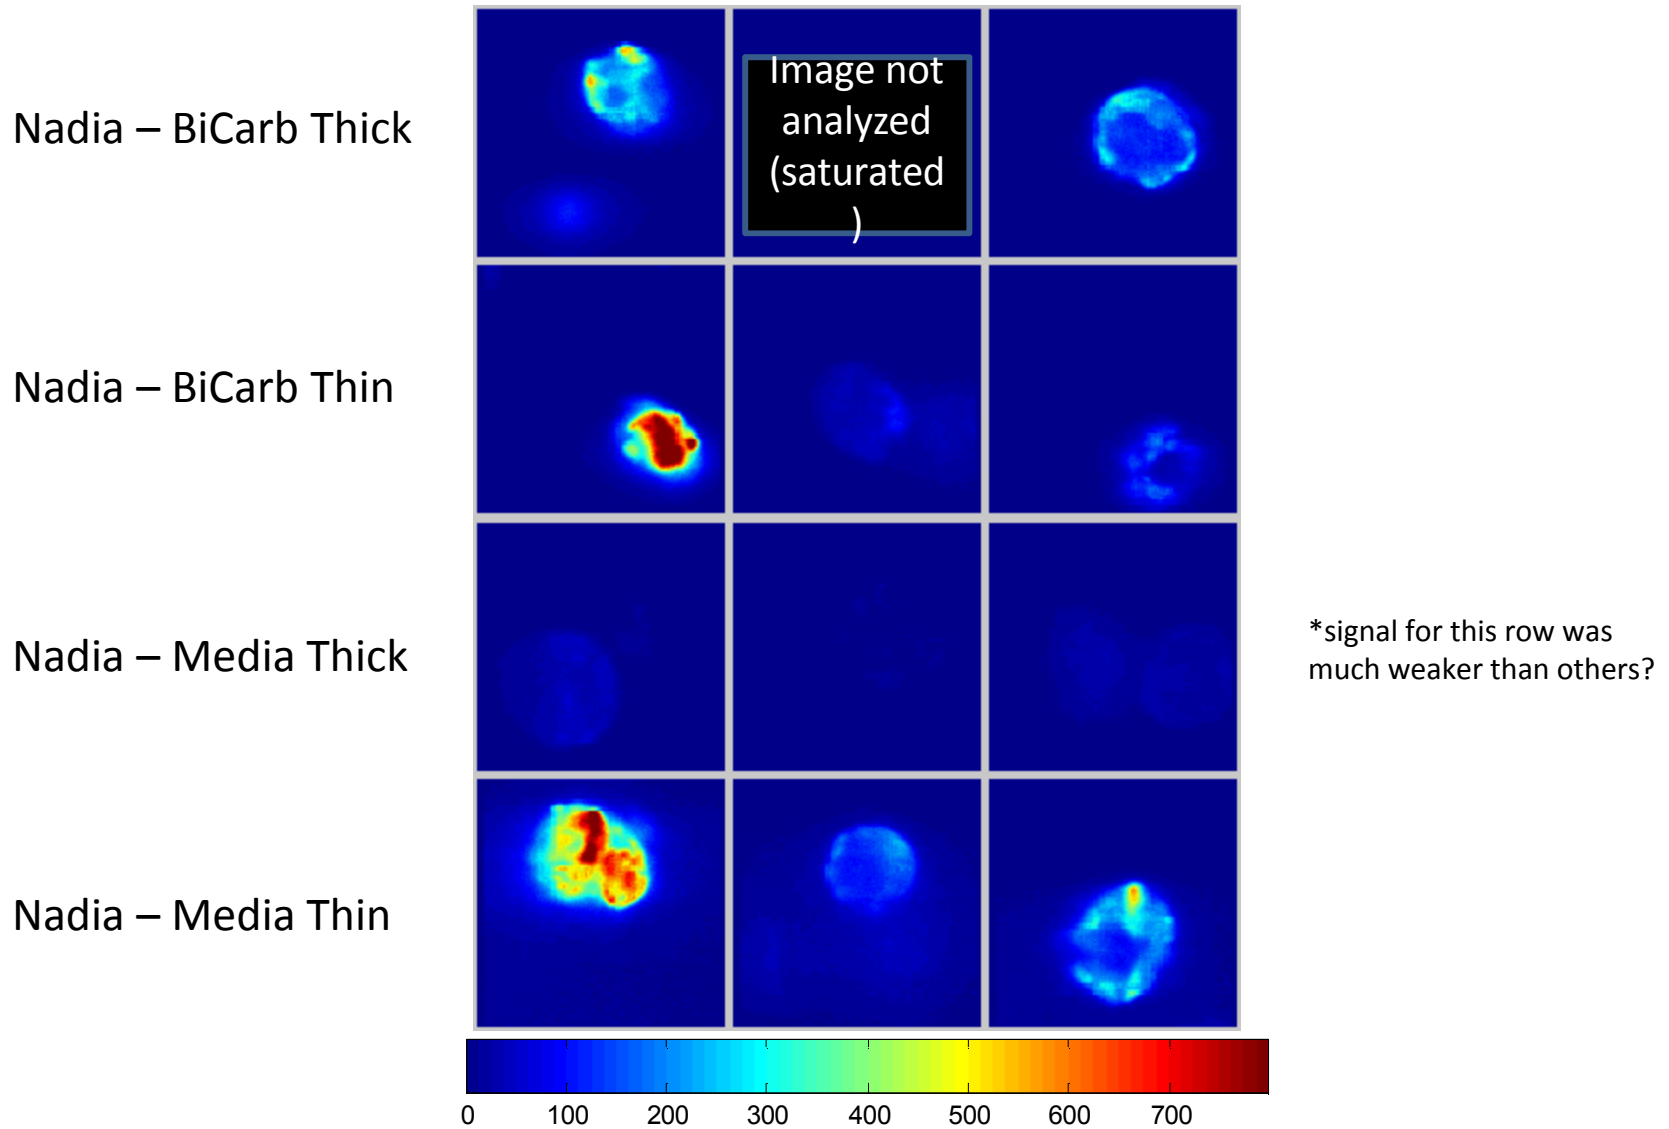 Nadia – BiCarb Thick
Image not
analyzed
(saturated
)
Nadia – BiCarb Thin
Nadia – Media Thick
*signal for this row was
much weaker than others?
Nadia – Media Thin
0 100 200 300 400 500 600 700